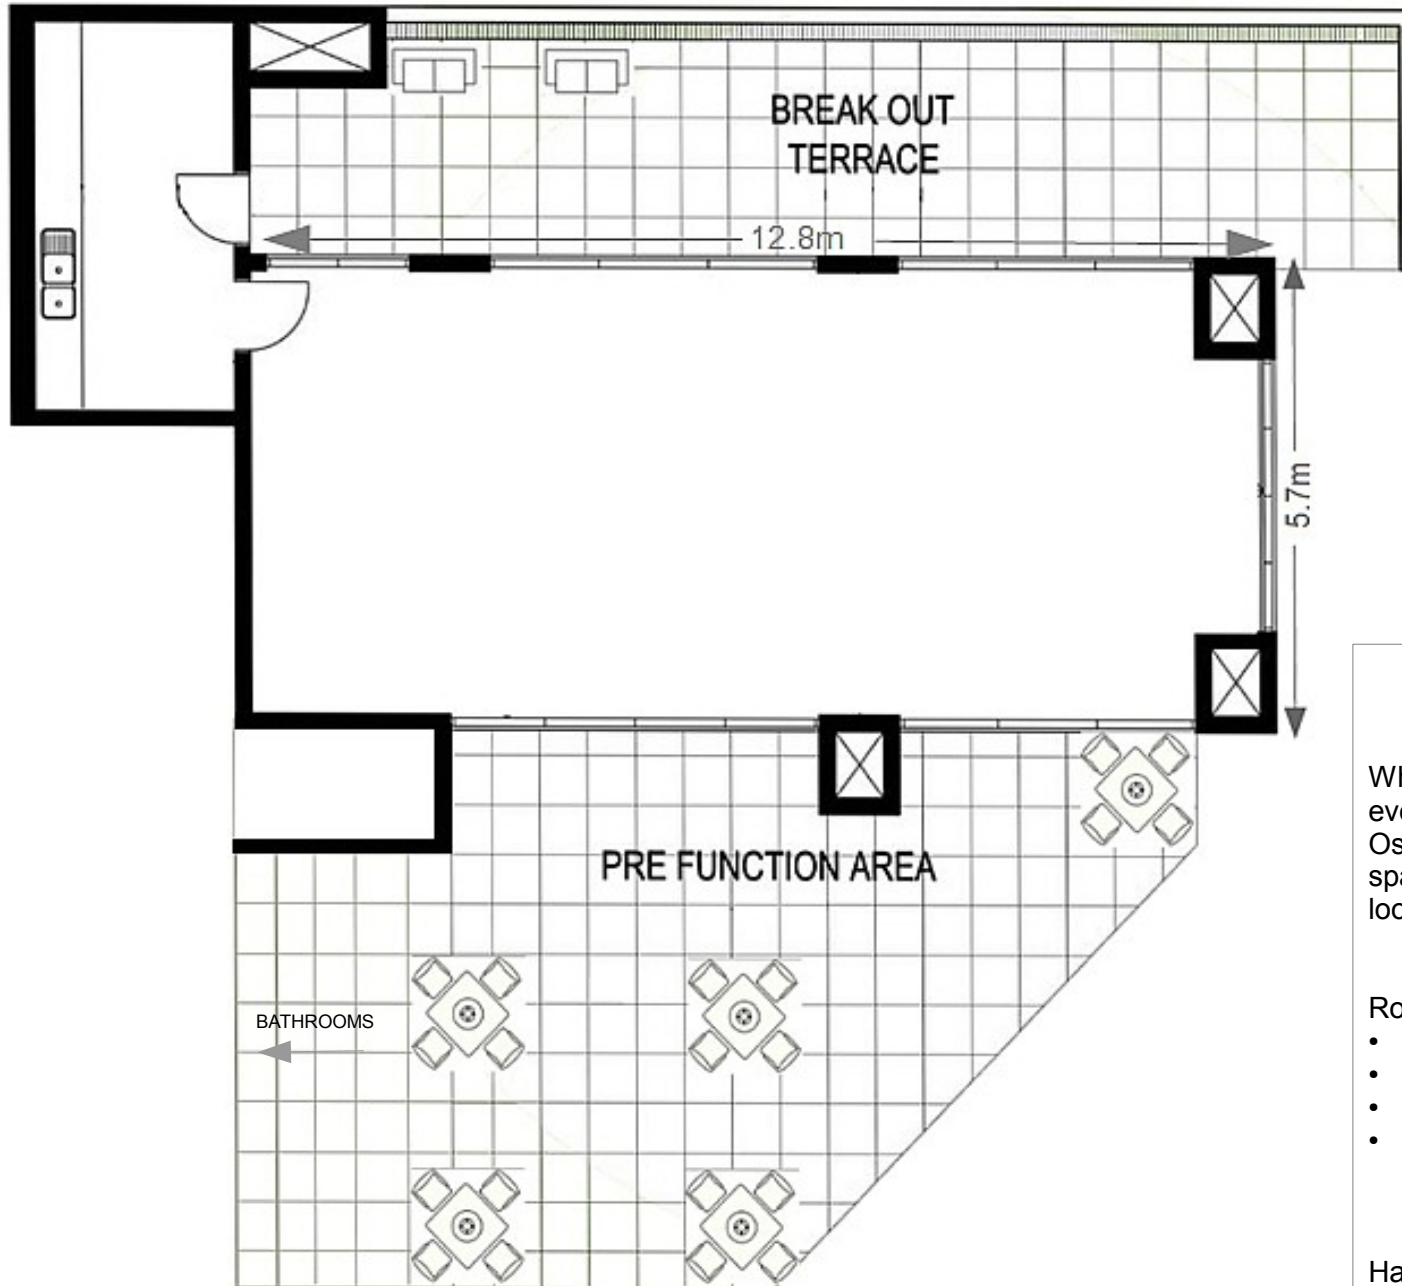 BREAK OUT
TERRACE
12.8m
5.7m
PRE FUNCTION AREA
BATHROOMS
•
•
•
•